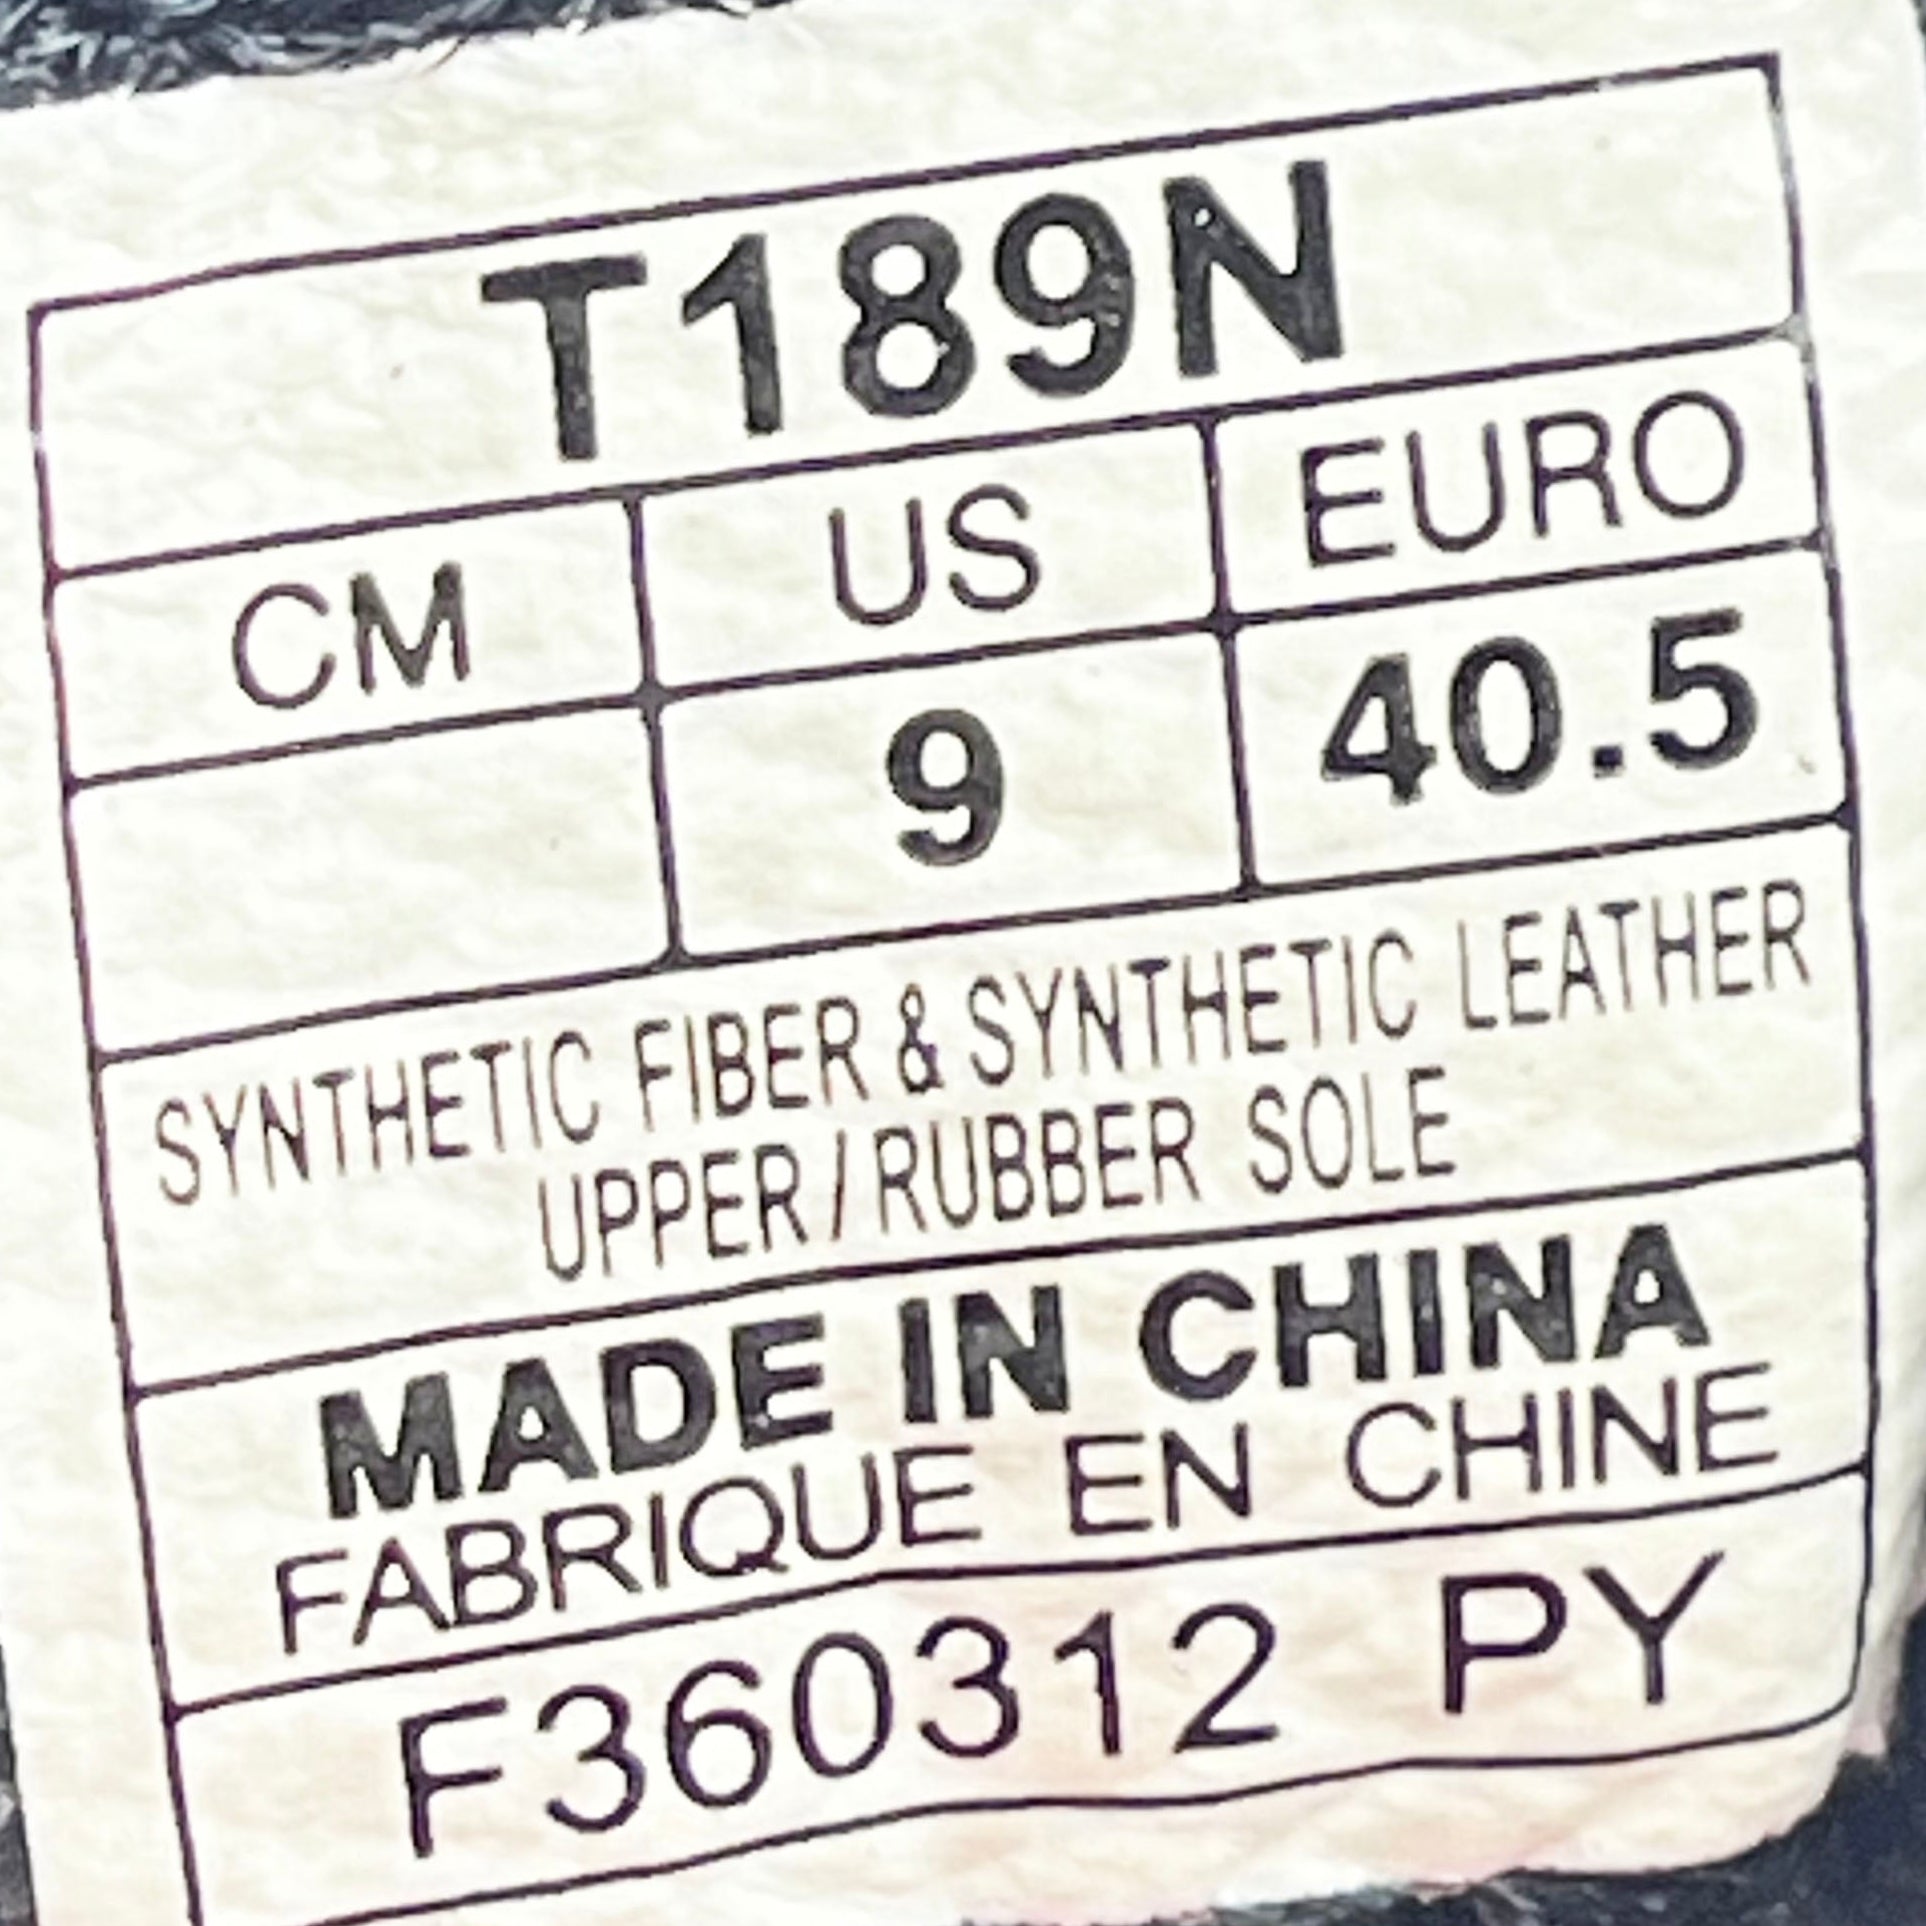 T189N
CM US EURO
9 40.5
SYNTHETIC FIBER & SYNTHETIC LEATHER
UPPER/RUBBER SOLE
MADE IN CHINA
FABRIQUE EN CHINE
F360312 PY